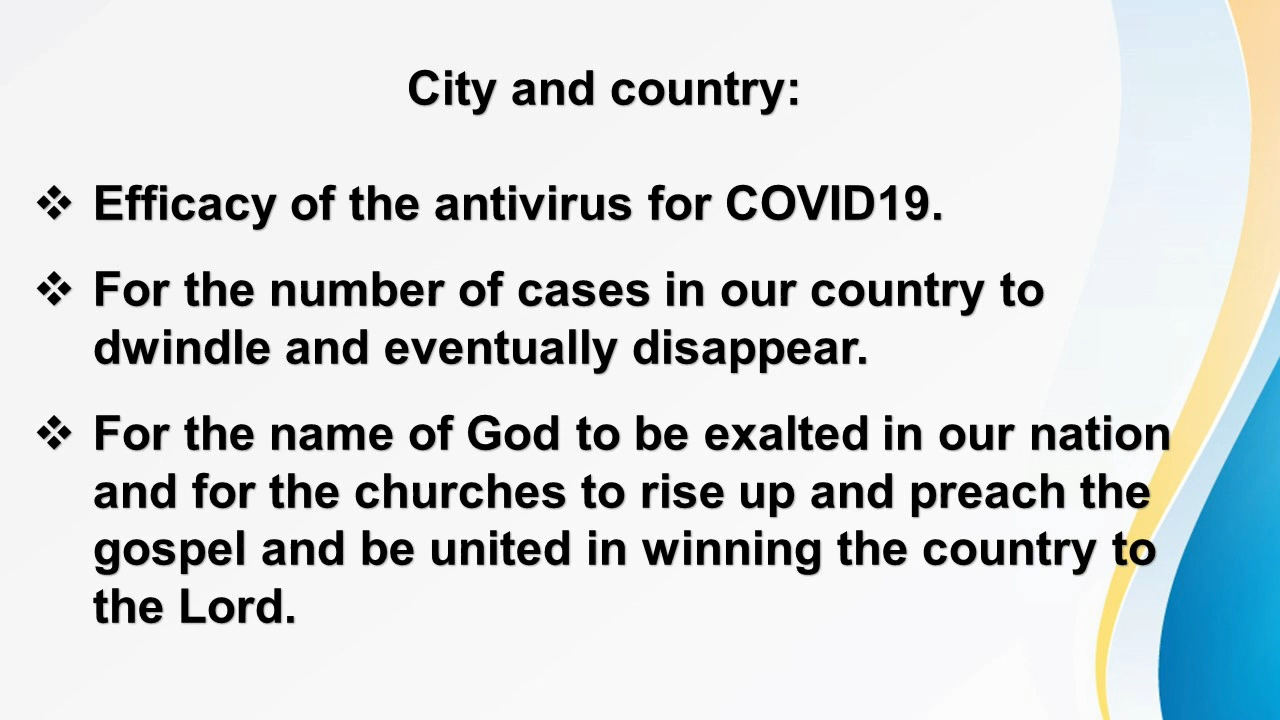 City and country:
❖ Efficacy of the antivirus for COVID19.
❖ For the number of cases in our country to
dwindle and eventually disappear.
❖ For the name of God to be exalted in our nation
and for the churches to rise up and preach the
gospel and be united in winning the country to
the Lord.